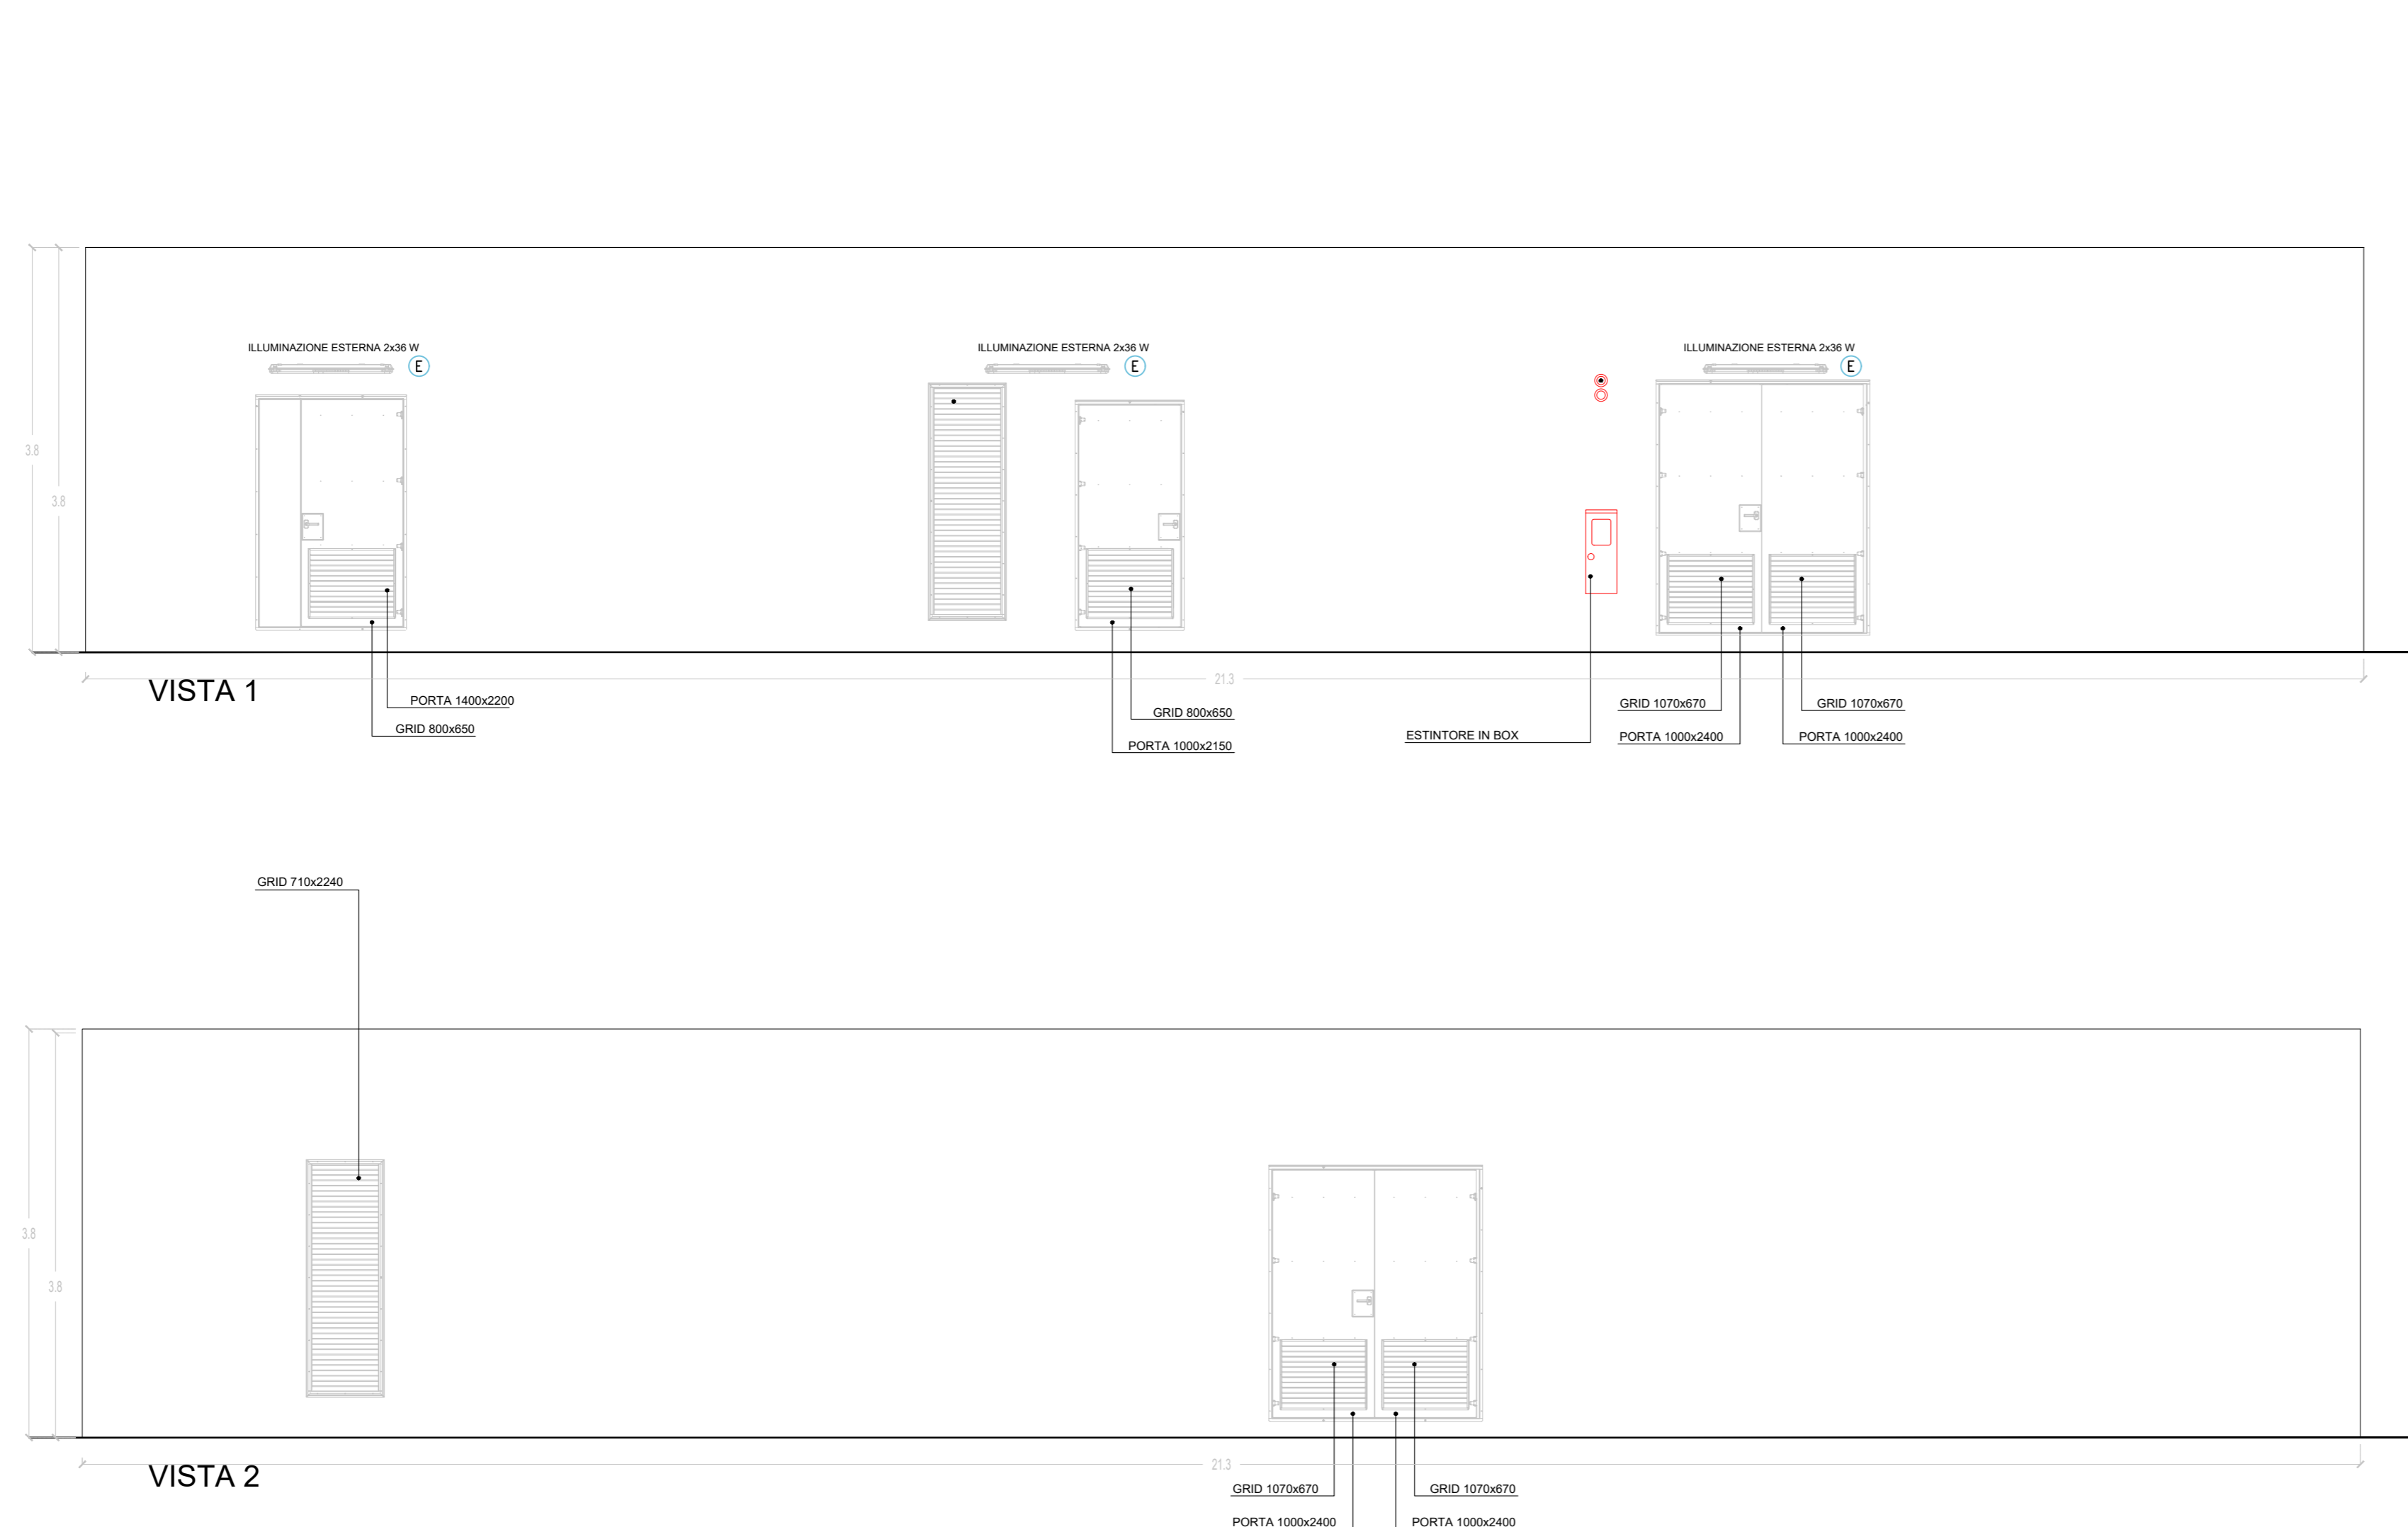 ILLUMINAZIONE ESTERNA 2x36 W
E
ILLUMINAZIONE ESTERNA 2x36 W
E
ILLUMINAZIONE ESTERNA 2x36 W
E
3.8
3.8
21.3
VISTA 1
PORTA 1400x2200
GRID 800x650
GRID 800x650
PORTA 1000x2150
ESTINTORE IN BOX
GRID 1070x670
GRID 1070x670
PORTA 1000x2400
PORTA 1000x2400
GRID 710x2240
3.8
3.8
21.3
VISTA 2
GRID 1070x670
GRID 1070x670
PORTA 1000x2400
PORTA 1000x2400